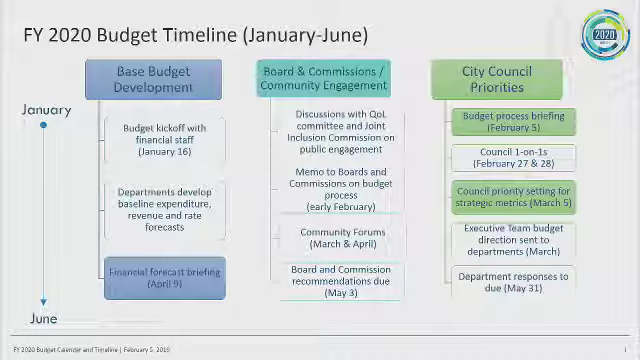 FY 2020 Budget Timeline (January-June)
2020
Base Budget
Development
Board & Commissions /
Community Engagement
City Council
Priorities
January
Budget kickoff with
financial staff
(January 16)
Departments develop
baseline expenditure,
revenue and rate
forecasts
Financial forecast briefing
(April 9)
Discussions with QoL
committee and Joint
Inclusion Commission on
public engagement
Memo to Boards and
Commissions on budget
process
(early February)
Community Forums
(March & April)
Board and Commission
recommendations due
(May 3)
Budget process briefing
(February 5)
Council 1-on-1s
(February 27 & 28)
Council priority setting for
strategic metrics (March 5)
Executive Team budget
direction sent to
departments (March)
Department responses to
due (May 31)
June
FY 2020 Budget Calendar and Timeline | February 5, 2019
1